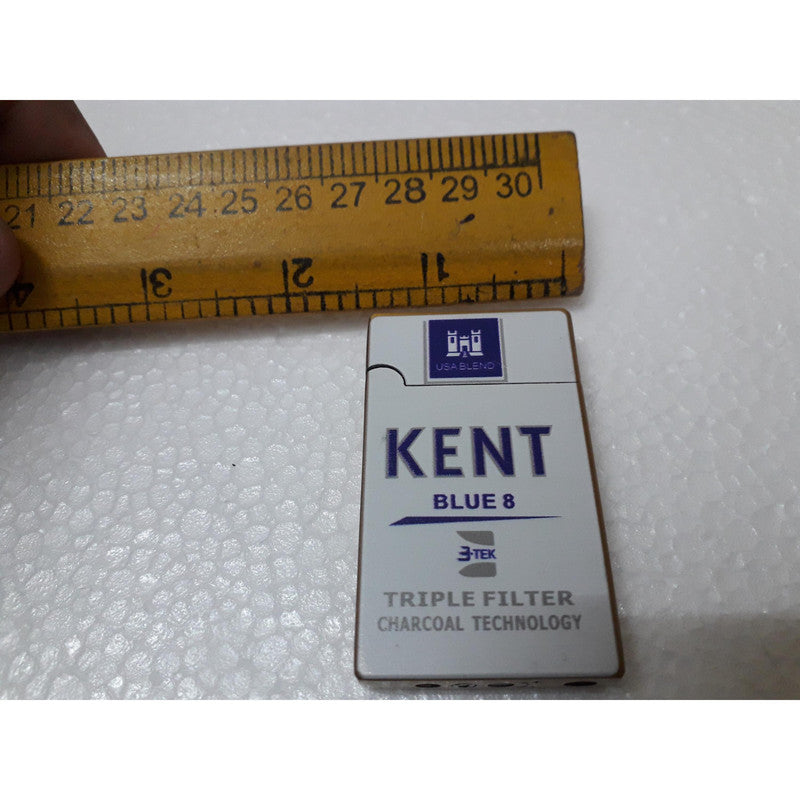 21 22 23 24 25 26 27 28 29 30
4 3 2 1
USA BLEND
KENT
BLUE 8
3-TEK
TRIPLE FILTER
CHARCOAL TECHNOLOGY